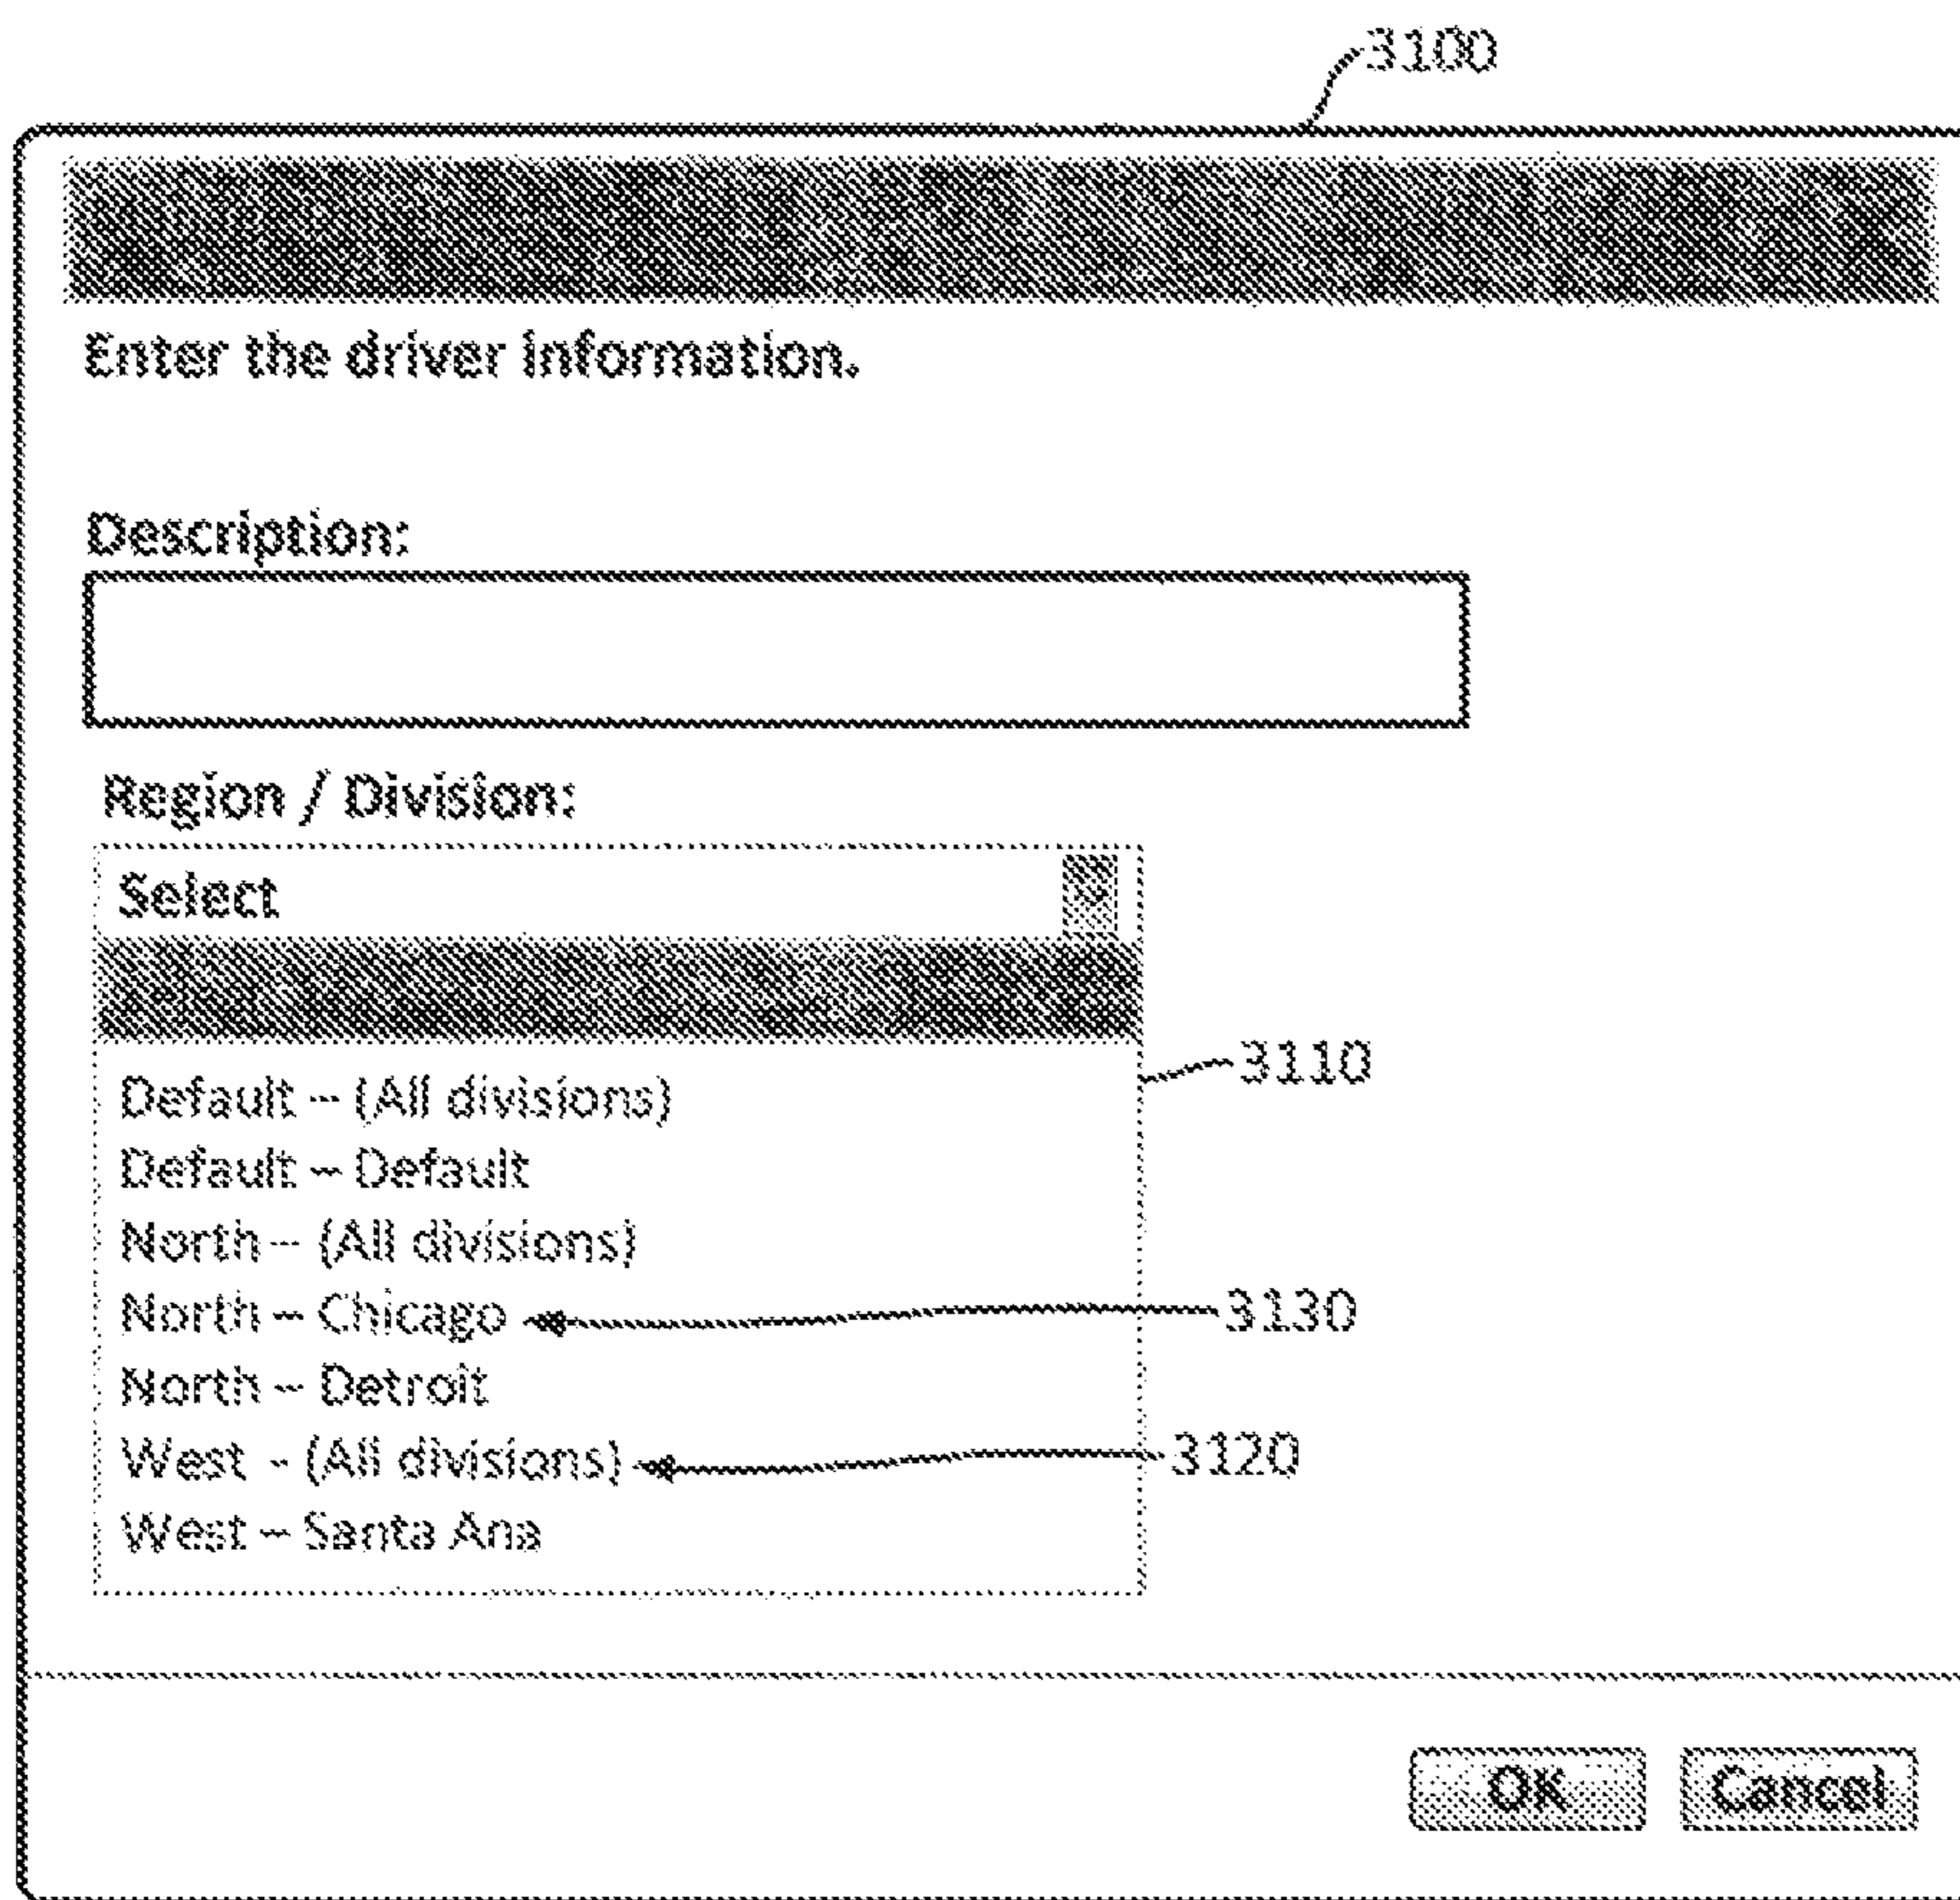 3100
Enter the driver information.
Description:
Region / Division:
Select
Default -- (All divisions)
Default -- Default
3110
North -- (All divisions)
North -- Chicago
3130
North -- Detroit
West - (All divisions)
3120
West -- Santa Ana
OK
Cancel